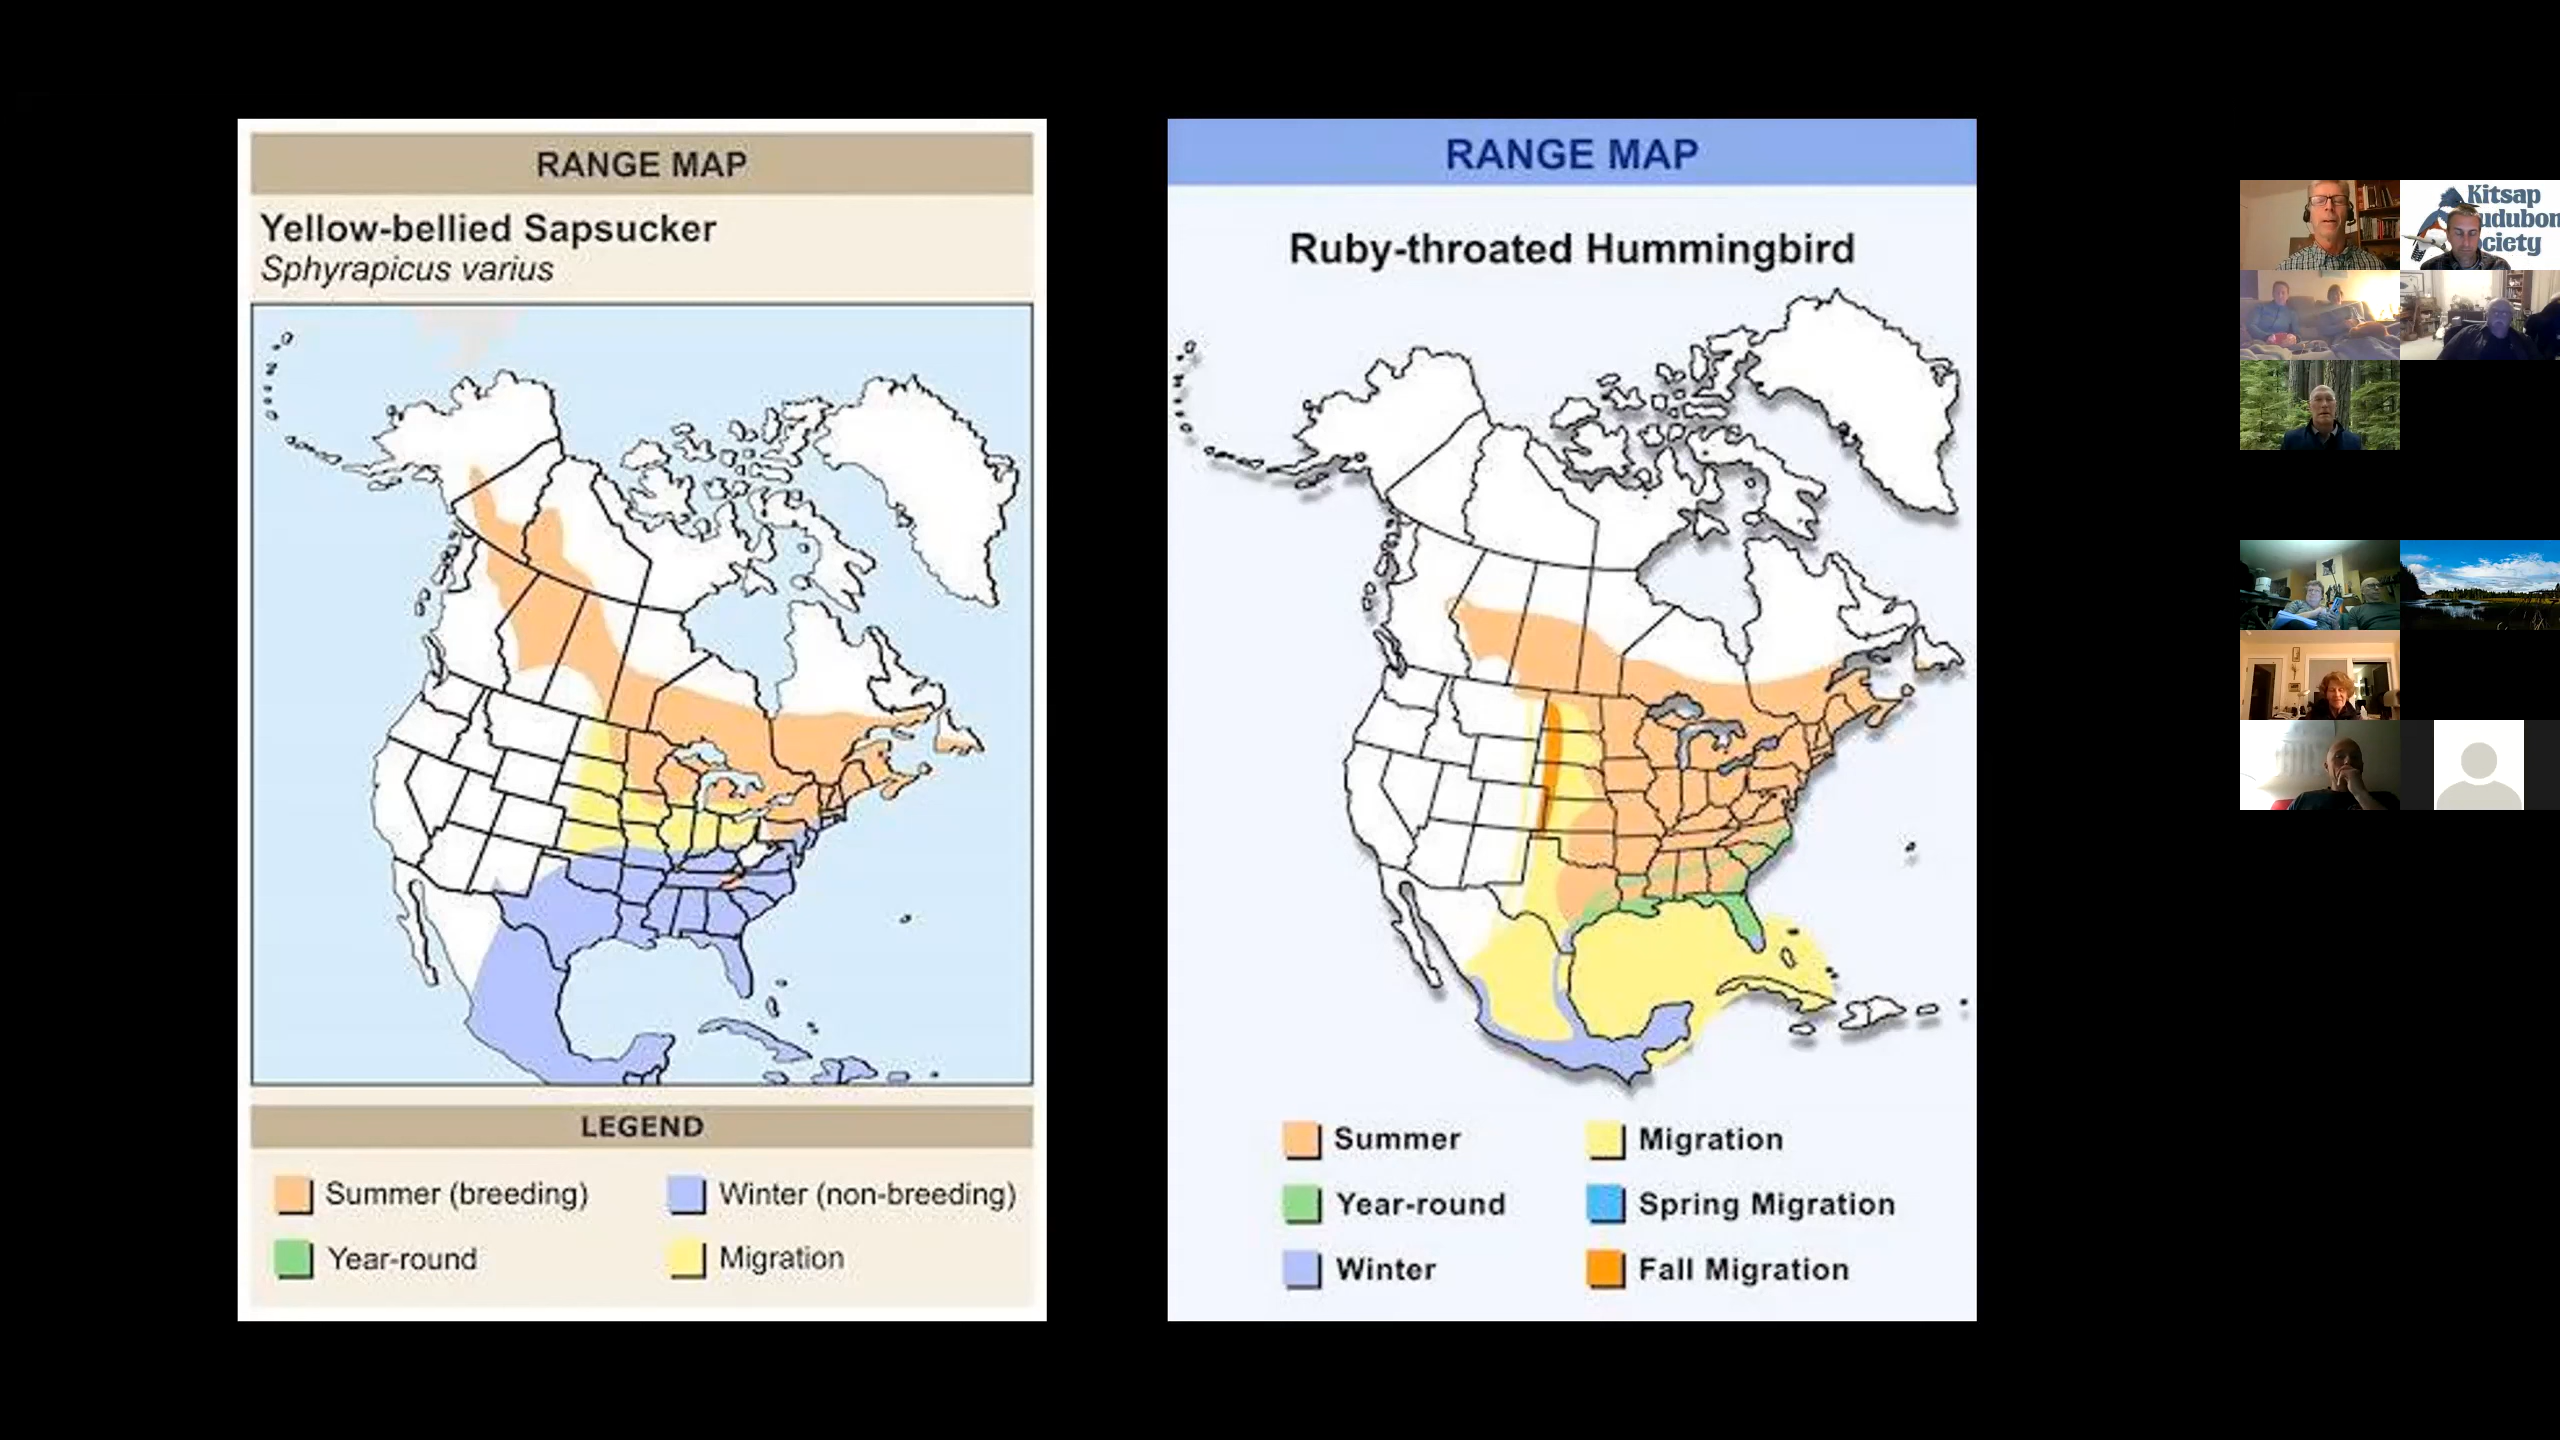 RANGE MAP
Yellow-bellied Sapsucker
Sphyrapicus varius
LEGEND
Summer (breeding)
Winter (non-breeding)
Year-round
Migration
RANGE MAP
Ruby-throated Hummingbird
Summer
Migration
Year-round
Spring Migration
Winter
Fall Migration
Kitsap
udubon
ciety